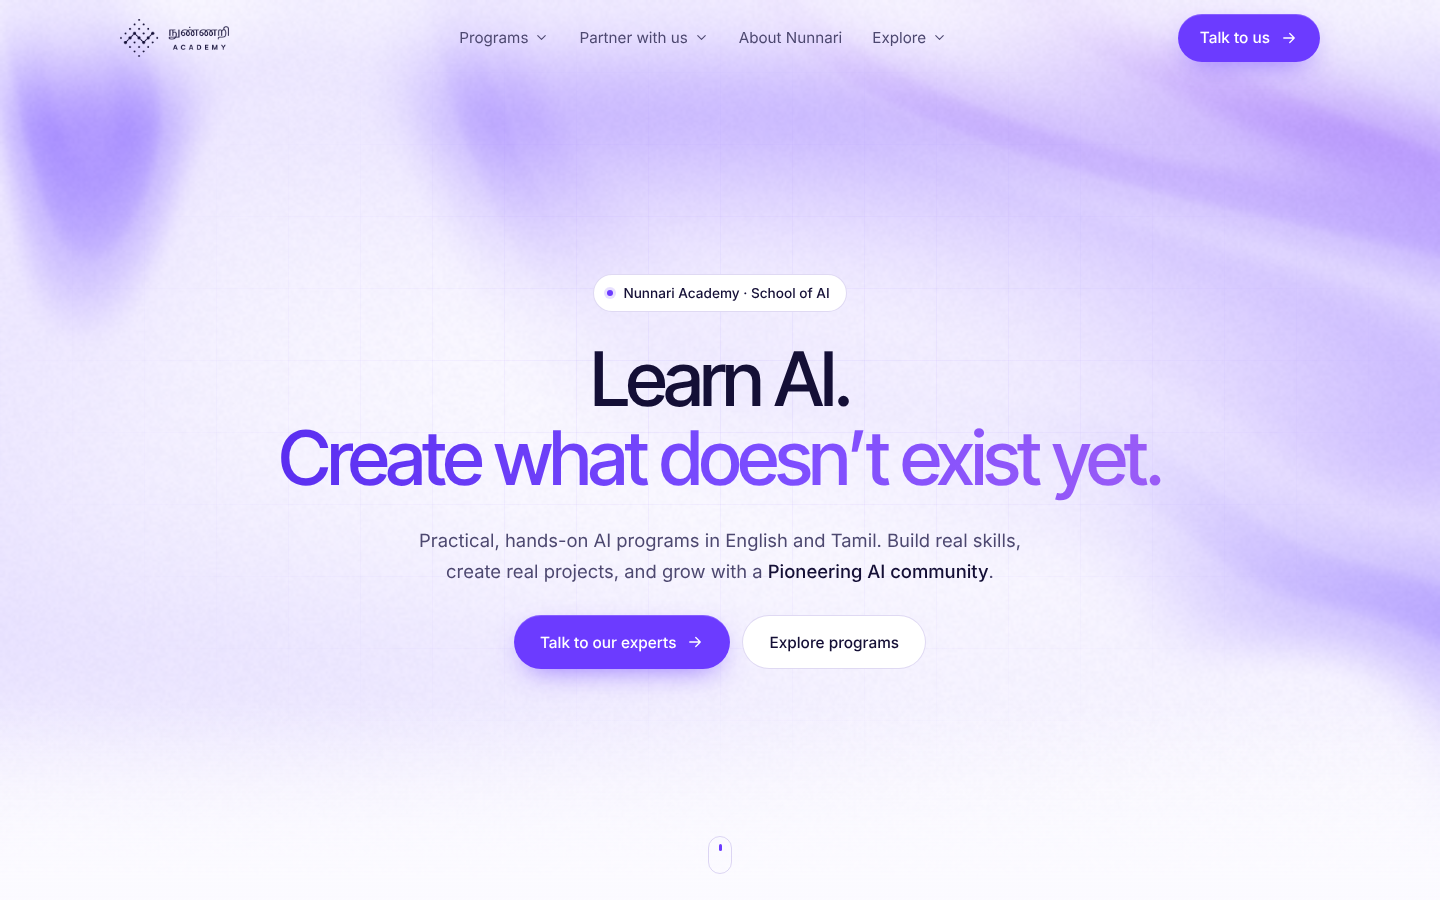 நுண்ணறி
ACADEMY
Programs
Partner with us
About Nunnari
Explore
Talk to us
Nunnari Academy · School of AI
Learn AI.
Create what doesn’t exist yet.
Practical, hands-on AI programs in English and Tamil. Build real skills,
create real projects, and grow with a Pioneering AI community.
Talk to our experts
Explore programs